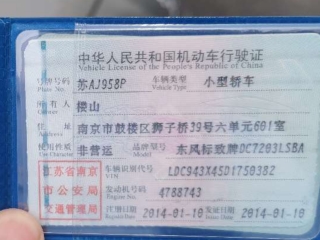 中华人民共和国机动车行驶证
Vehicle License of the People's Republic of China
号牌号码 苏AJ958P 车辆类型 小型轿车
Plate No. Vehicle Type
所有人 楼山
住址 南京市鼓楼区狮子桥39号六单元601室
使用性质 非营运 品牌型号 东风标致牌DC7203LSBA
Use Character
江苏省南京 车辆识别代号 LDC943X45D1750382
VIN
市公安局 发动机号码 4788743
交通管理局 注册日期 2014-01-10 发证日期 2014-01-10